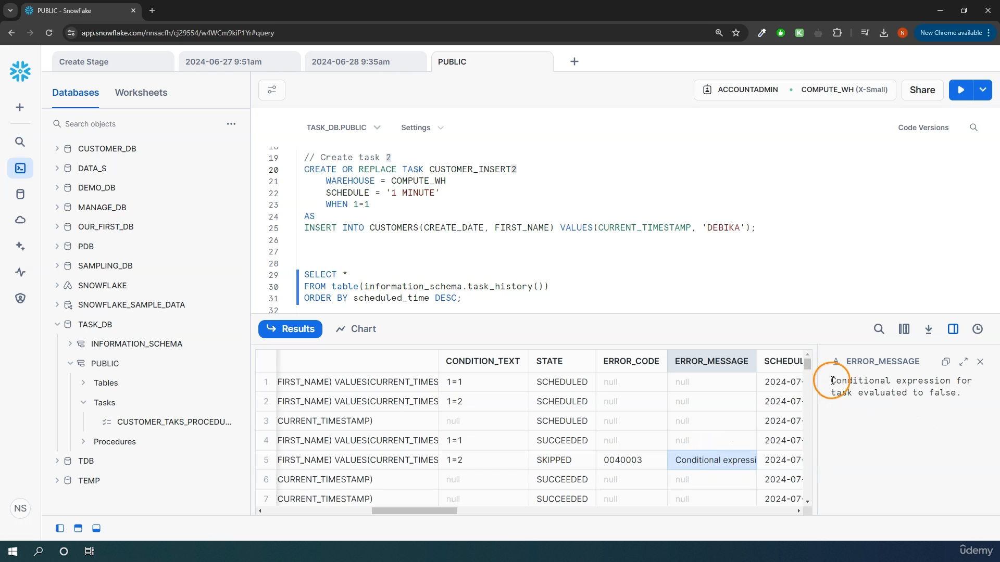 PUBLIC - Snowflake
app.snowflake.com/nnsacfh/cj29554/w4WCm9kiP1Yr#query
K
N
New Chrome available
Create Stage
2024-06-27 9:51am
2024-06-28 9:35am
PUBLIC
Databases
Worksheets
ACCOUNTADMIN
COMPUTE_WH (X-Small)
Share
Search objects
TASK_DB.PUBLIC
Settings
Code Versions
CUSTOMER_DB
DATA_S
DEMO_DB
MANAGE_DB
OUR_FIRST_DB
PDB
SAMPLING_DB
SNOWFLAKE
SNOWFLAKE_SAMPLE_DATA
TASK_DB
INFORMATION_SCHEMA
PUBLIC
Tables
Tasks
CUSTOMER_TAKS_PROCEDU...
Procedures
TDB
TEMP
NS
19 // Create task 2
20 CREATE OR REPLACE TASK CUSTOMER_INSERT2
21 WAREHOUSE = COMPUTE_WH
22 SCHEDULE = '1 MINUTE'
23 WHEN 1=1
24 AS
25 INSERT INTO CUSTOMERS(CREATE_DATE, FIRST_NAME) VALUES(CURRENT_TIMESTAMP, 'DEBIKA');
26
27
28
29 SELECT *
30 FROM table(information_schema.task_history())
31 ORDER BY scheduled_time DESC;
32
Results
Chart
CONDITION_TEXT STATE ERROR_CODE ERROR_MESSAGE SCHEDUL
1 FIRST_NAME) VALUES(CURRENT_TIMES 1=1 SCHEDULED null null 2024-07-
2 FIRST_NAME) VALUES(CURRENT_TIMES 1=2 SCHEDULED null null 2024-07-
3 CURRENT_TIMESTAMP) null SCHEDULED null null 2024-07-
4 FIRST_NAME) VALUES(CURRENT_TIMES 1=1 SUCCEEDED null null 2024-07-
5 FIRST_NAME) VALUES(CURRENT_TIMES 1=2 SKIPPED 0040003 Conditional expressi 2024-07-
6 CURRENT_TIMESTAMP) null SUCCEEDED null null 2024-07-
7 CURRENT_TIMESTAMP) null SUCCEEDED null null 2024-07-
A ERROR_MESSAGE
Conditional expression for
task evaluated to false.
ûdemy